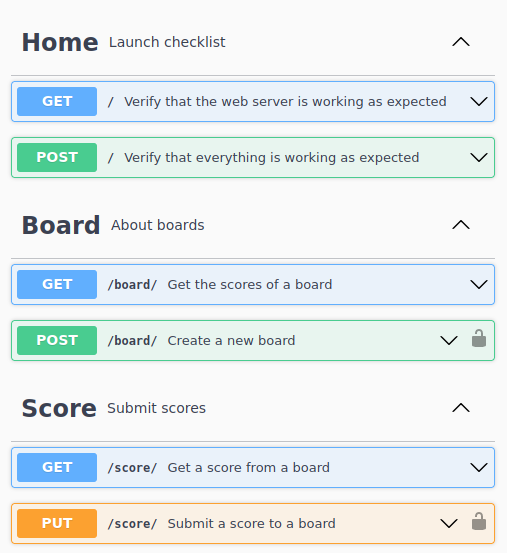 Home Launch checklist
GET / Verify that the web server is working as expected
POST / Verify that everything is working as expected
Board About boards
GET /board/ Get the scores of a board
POST /board/ Create a new board
Score Submit scores
GET /score/ Get a score from a board
PUT /score/ Submit a score to a board